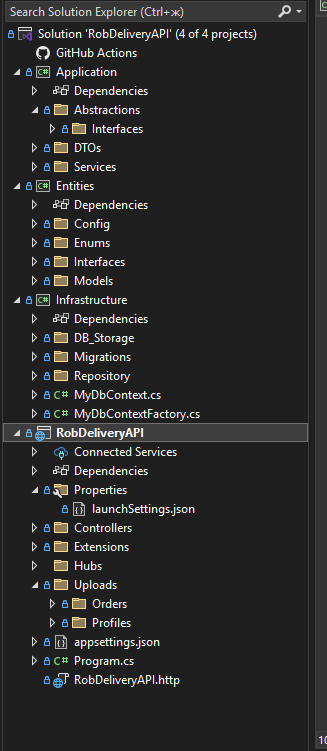 Search Solution Explorer (Ctrl+ж)
Solution 'RobDeliveryAPI' (4 of 4 projects)
GitHub Actions
C# Application
Dependencies
Abstractions
Interfaces
DTOs
Services
C# Entities
Dependencies
Config
Enums
Interfaces
Models
C# Infrastructure
Dependencies
DB_Storage
Migrations
Repository
C# MyDbContext.cs
C# MyDbContextFactory.cs
RobDeliveryAPI
Connected Services
Dependencies
Properties
launchSettings.json
Controllers
Extensions
Hubs
Uploads
Orders
Profiles
appsettings.json
C# Program.cs
RobDeliveryAPI.http
10